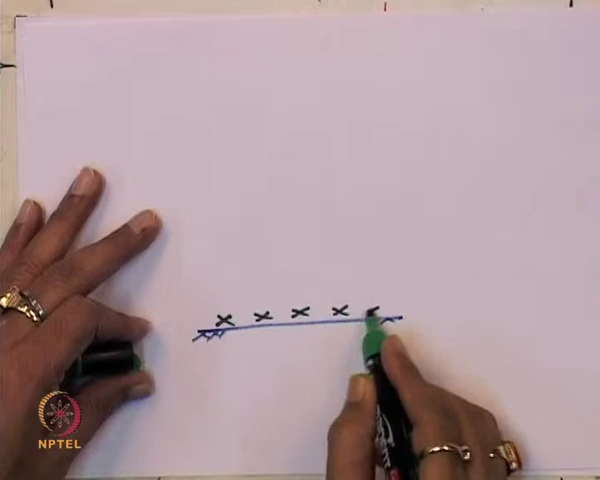 × × × ×
NPTEL